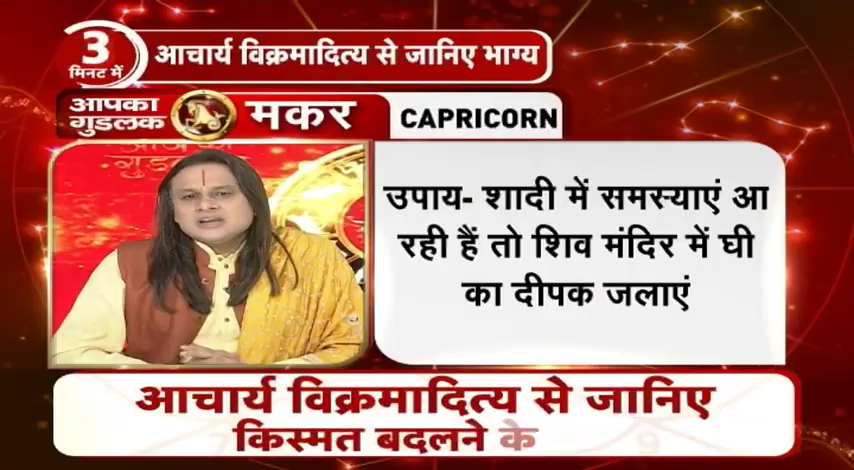 3
मिनट में
आचार्य विक्रमादित्य से जानिए भाग्य
आपका
गुडलक
मकर
CAPRICORN
उपाय- शादी में समस्याएं आ
रही हैं तो शिव मंदिर में घी
का दीपक जलाएं
आचार्य विक्रमादित्य से जानिए
किस्मत बदलने के